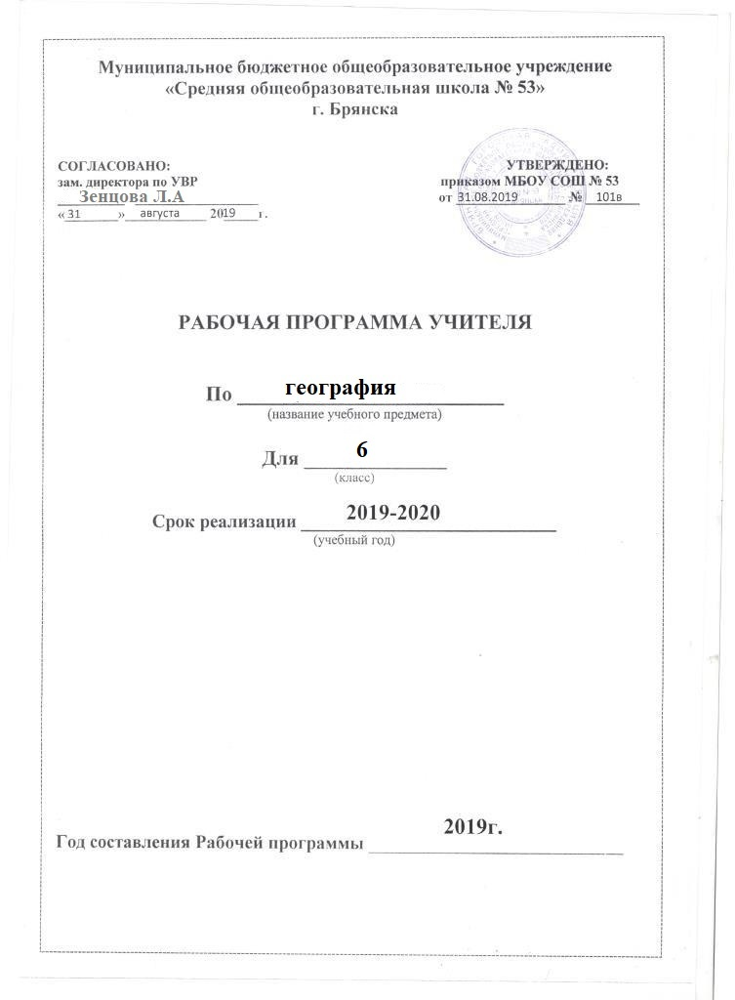 Муниципальное бюджетное общеобразовательное учреждение
«Средняя общеобразовательная школа № 53»
г. Брянска
СОГЛАСОВАНО:
зам. директора по УВР
Зенцова Л.А
« 31 » августа 2019 г.
УТВЕРЖДЕНО:
приказом МБОУ СОШ № 53
от 31.08.2019 № 101в
РАБОЧАЯ ПРОГРАММА УЧИТЕЛЯ
По география
(название учебного предмета)
Для 6
(класс)
Срок реализации 2019-2020
(учебный год)
Год составления Рабочей программы 2019г.